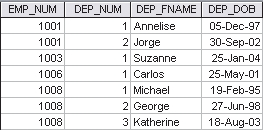 EMP_NUM DEP_NUM DEP_FNAME DEP_DOB
1001 1 Annelise 05-Dec-97
1001 2 Jorge 30-Sep-02
1003 1 Suzanne 25-Jan-04
1006 1 Carlos 25-May-01
1008 1 Michael 19-Feb-95
1008 2 George 27-Jun-98
1008 3 Katherine 18-Aug-03